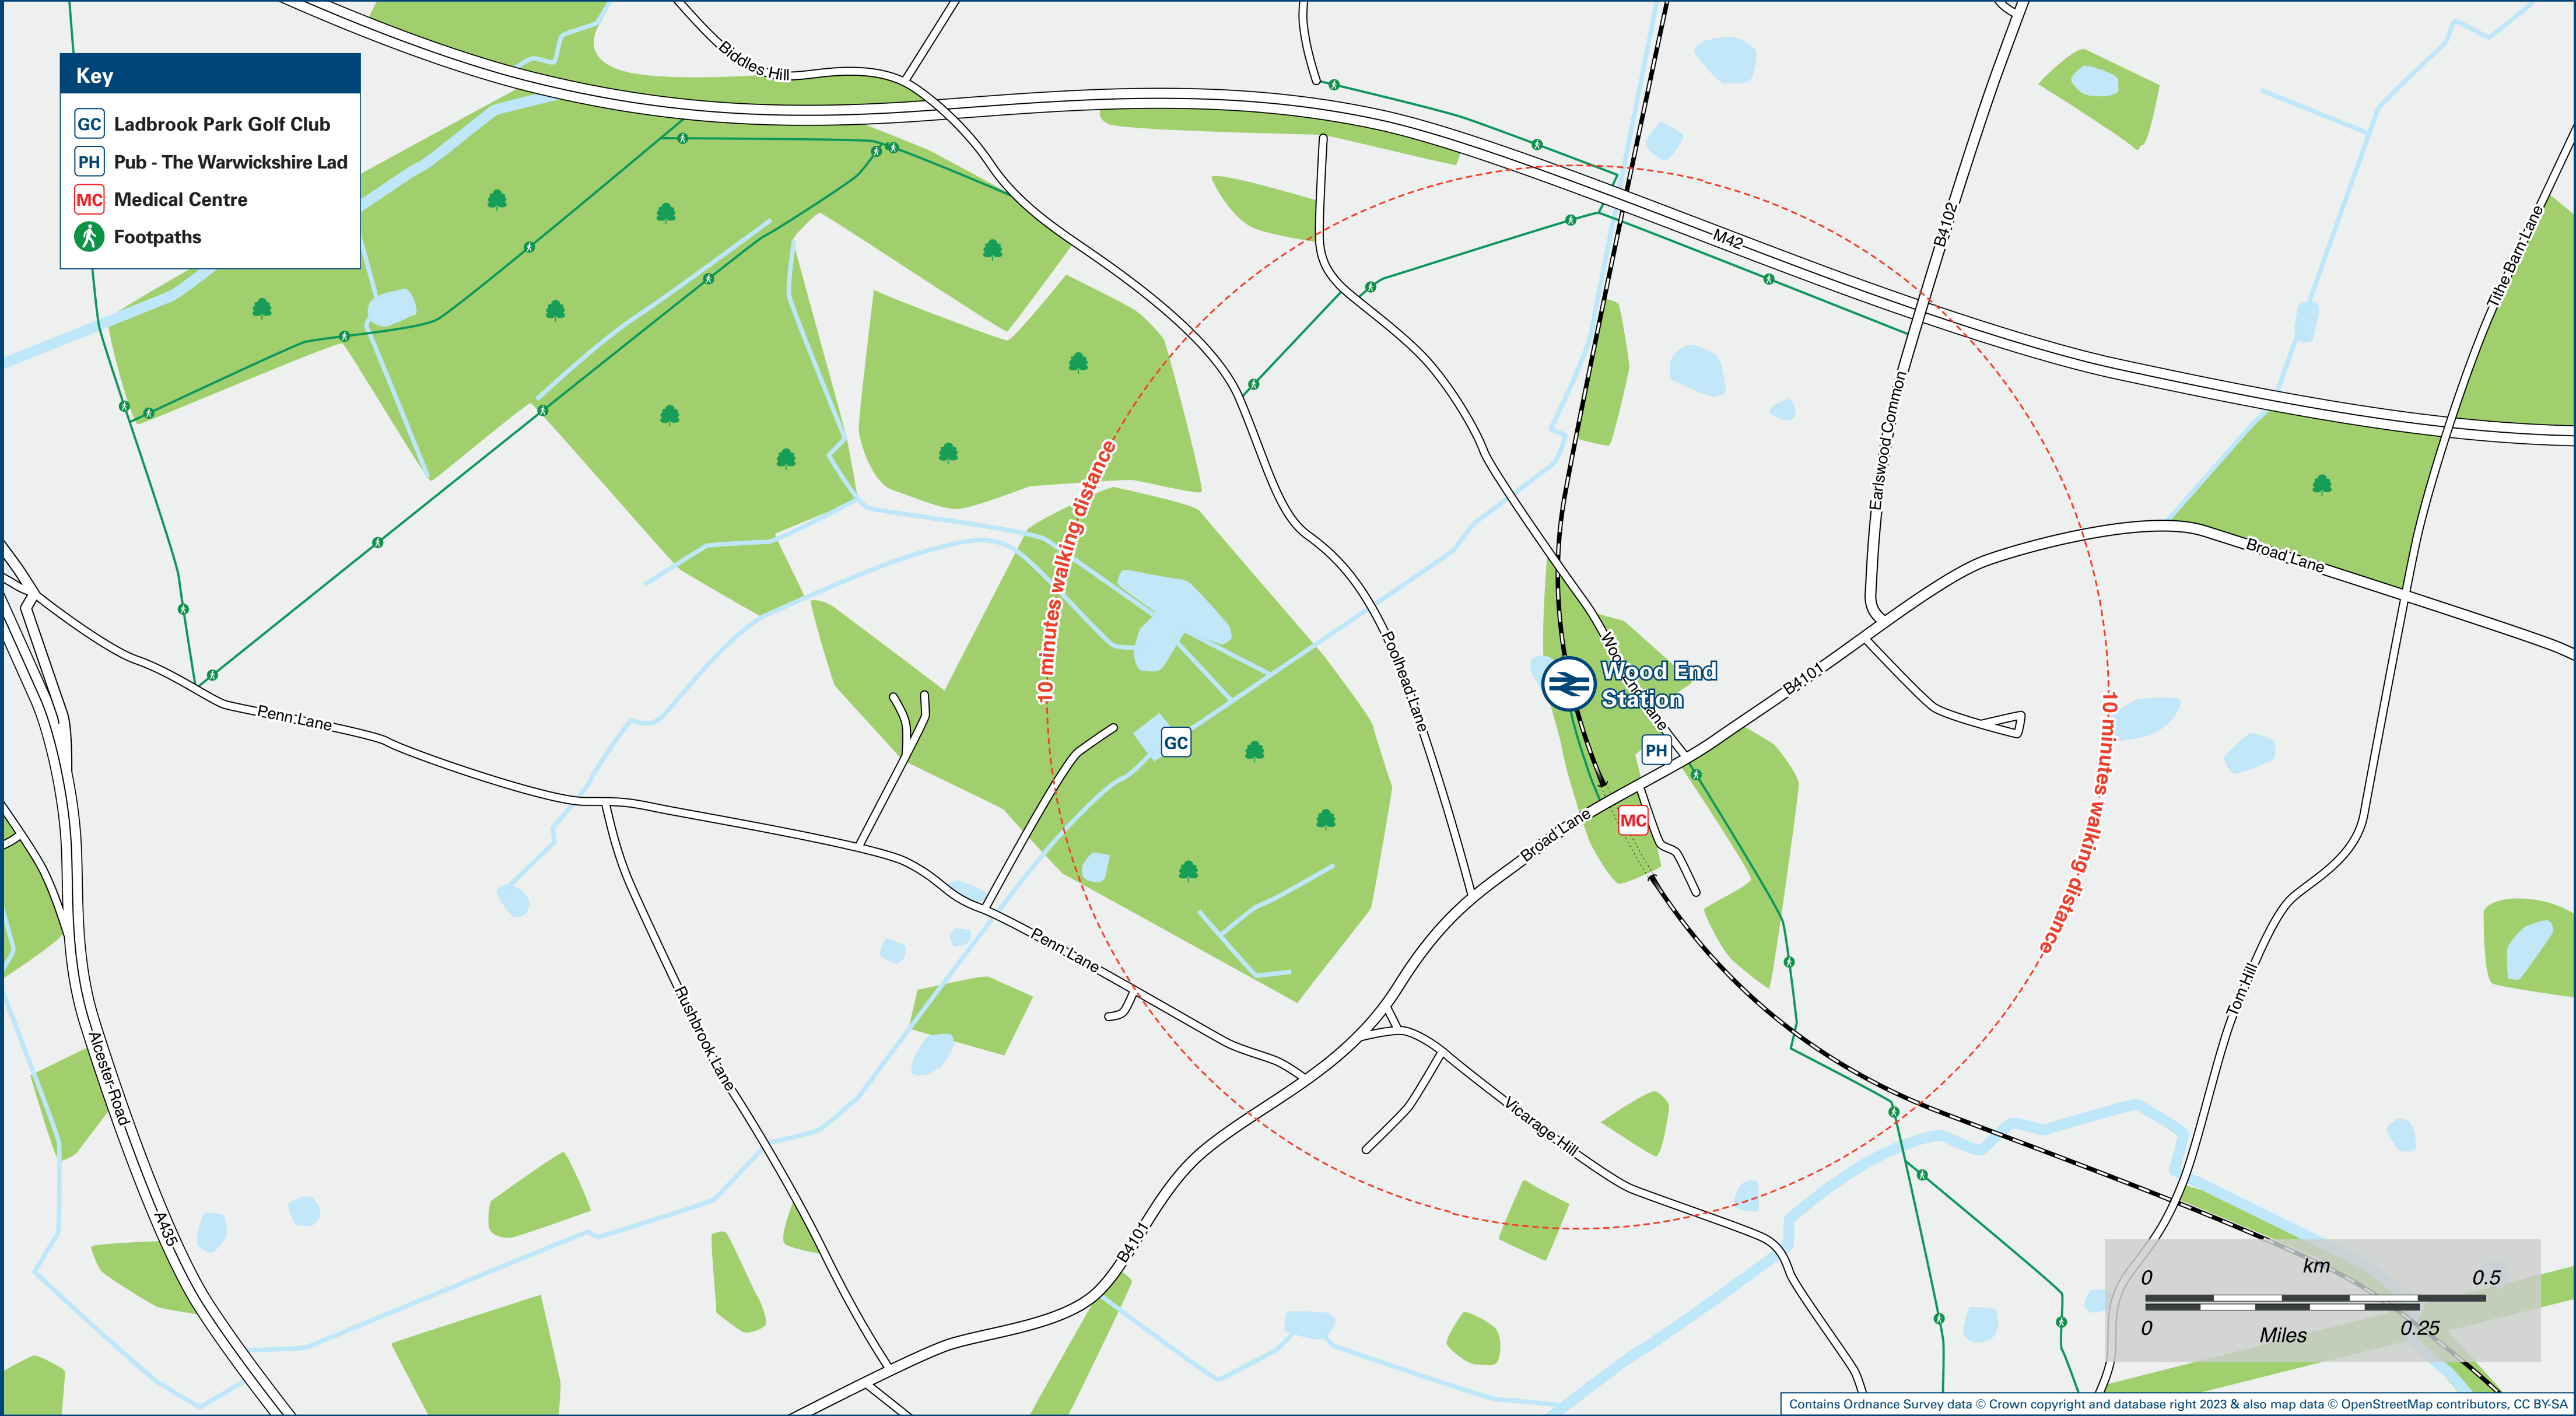 Key
GC Ladbrook Park Golf Club
PH Pub - The Warwickshire Lad
MC Medical Centre
Footpaths
Biddles Hill
M42
B4102
Tithe Barn Lane
Earlswood Common
10 minutes walking distance
Broad Lane
Poolhead Lane
Wood End Lane
Wood End
Station
B4101
Penn Lane
GC
PH
10 minutes walking distance
MC
Broad Lane
Penn Lane
Rushbrook Lane
Tom Hill
Alcester Road
Vicarage Hill
A435
B4101
km
0 0.5
0 Miles 0.25
Contains Ordnance Survey data © Crown copyright and database right 2023 & also map data © OpenStreetMap contributors, CC BY-SA